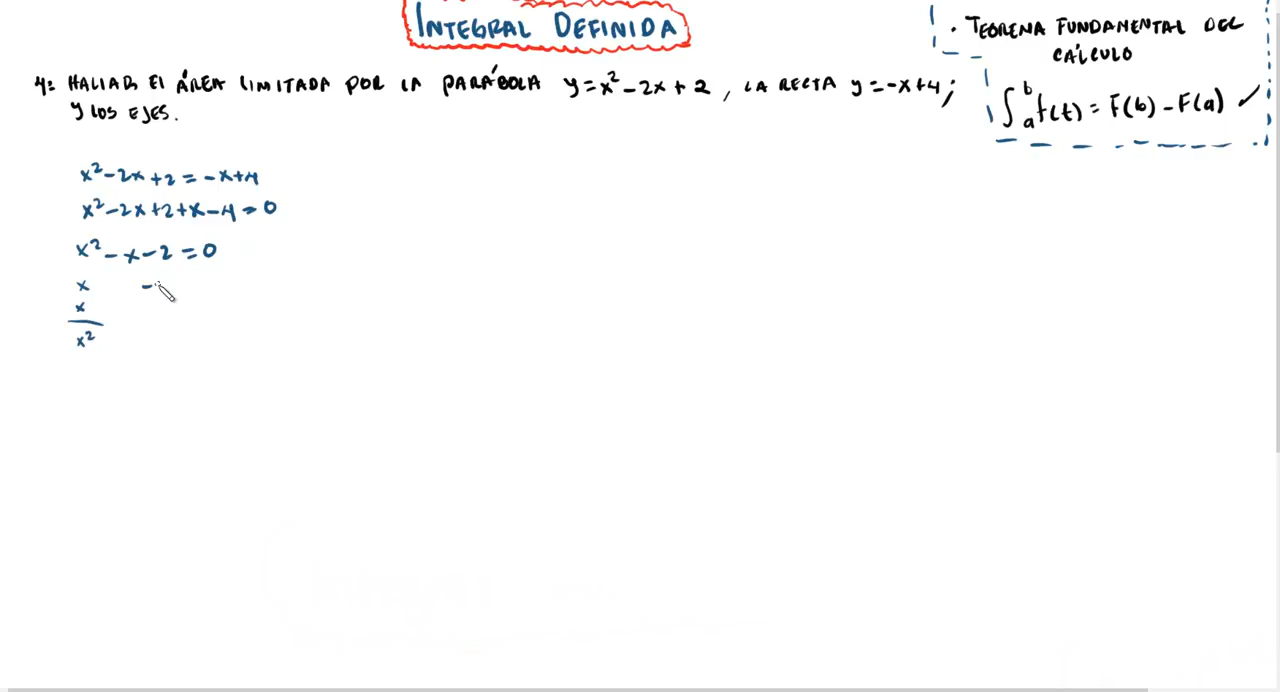 INTEGRAL DEFINIDA
· TEOREMA FUNDAMENTAL DEL
CÁLCULO
∫ₐᵇ f(t) = F(b) - F(a) ✓
4: HALLAR EL ÁREA LIMITADA POR LA PARÁBOLA y = x² - 2x + 2, LA RECTA y = -x+4;
Y LOS EJES.
x² - 2x + 2 = -x+4
x² - 2x + 2 + x - 4 = 0
x² - x - 2 = 0
x -
x
x²